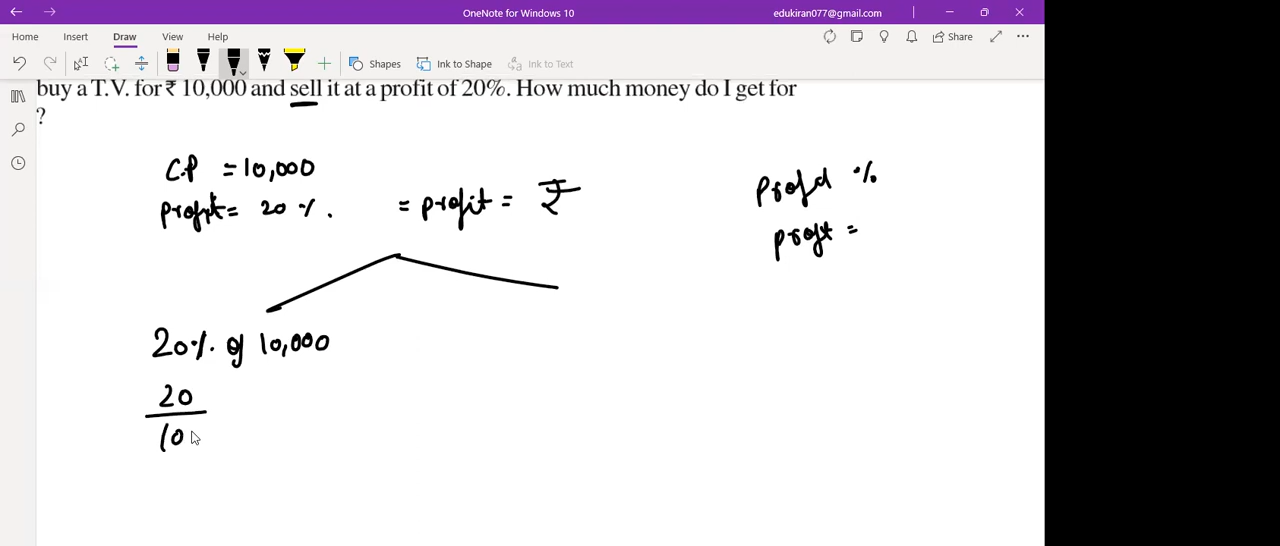 OneNote for Windows 10
edukiran077@gmail.com
Home Insert Draw View Help
Share
Shapes Ink to Shape Ink to Text
buy a T.V. for ₹ 10,000 and sell it at a profit of 20%. How much money do I get for
?
C.P = 10,000
Profit = 20 %. = profit = ₹
Profit %
profit =
20% of 10,000
20
10